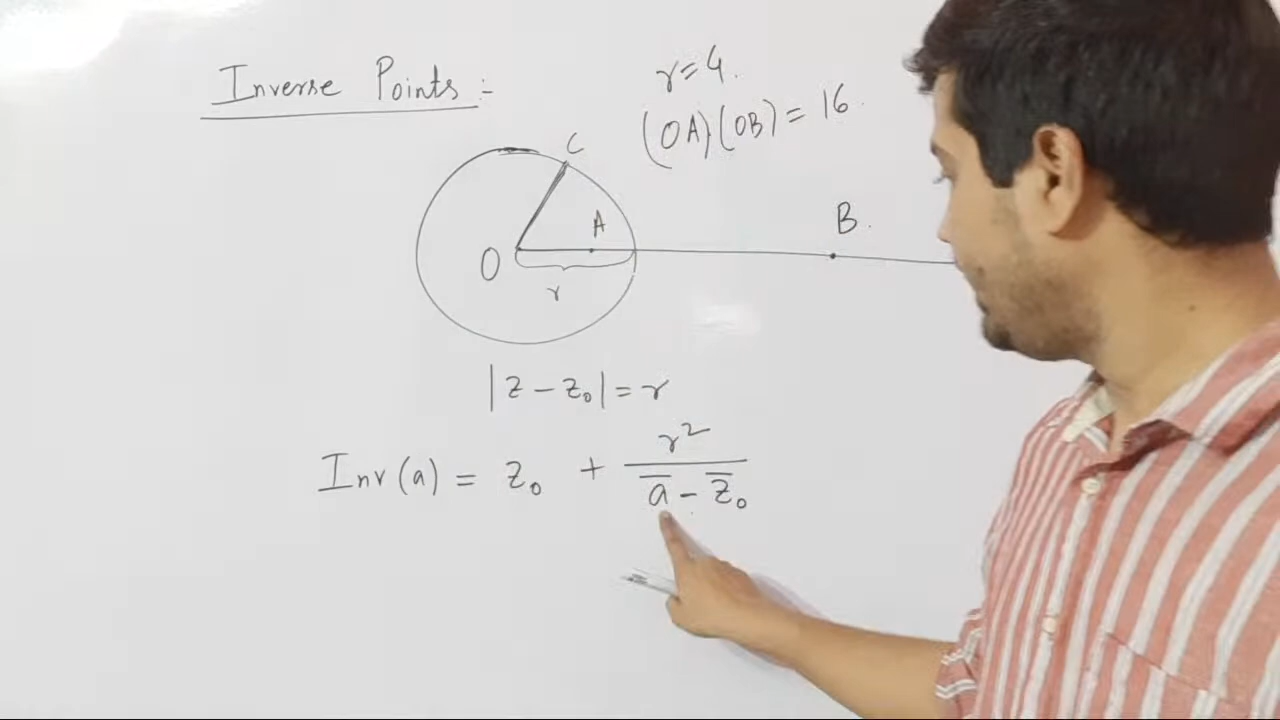 Inverse Points :-
r = 4.
(OA)(OB) = 16.
C
A
B.
O
r
|z - z₀| = r
Inv(a) = z₀ + r² / (a̅ - z̅₀)